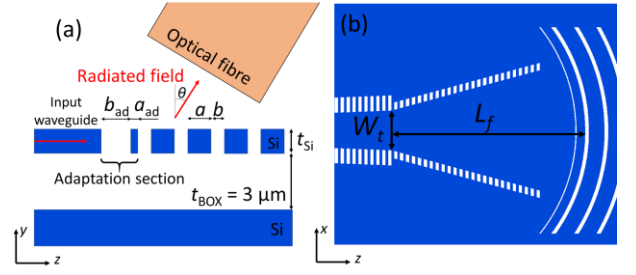 (a)
Optical fibre
Radiated field
θ
Input
waveguide
b_ad a_ad
a b
Si
t_Si
Adaptation section
t_BOX = 3 μm
Si
y
z
(b)
W_t
L_f
x
z